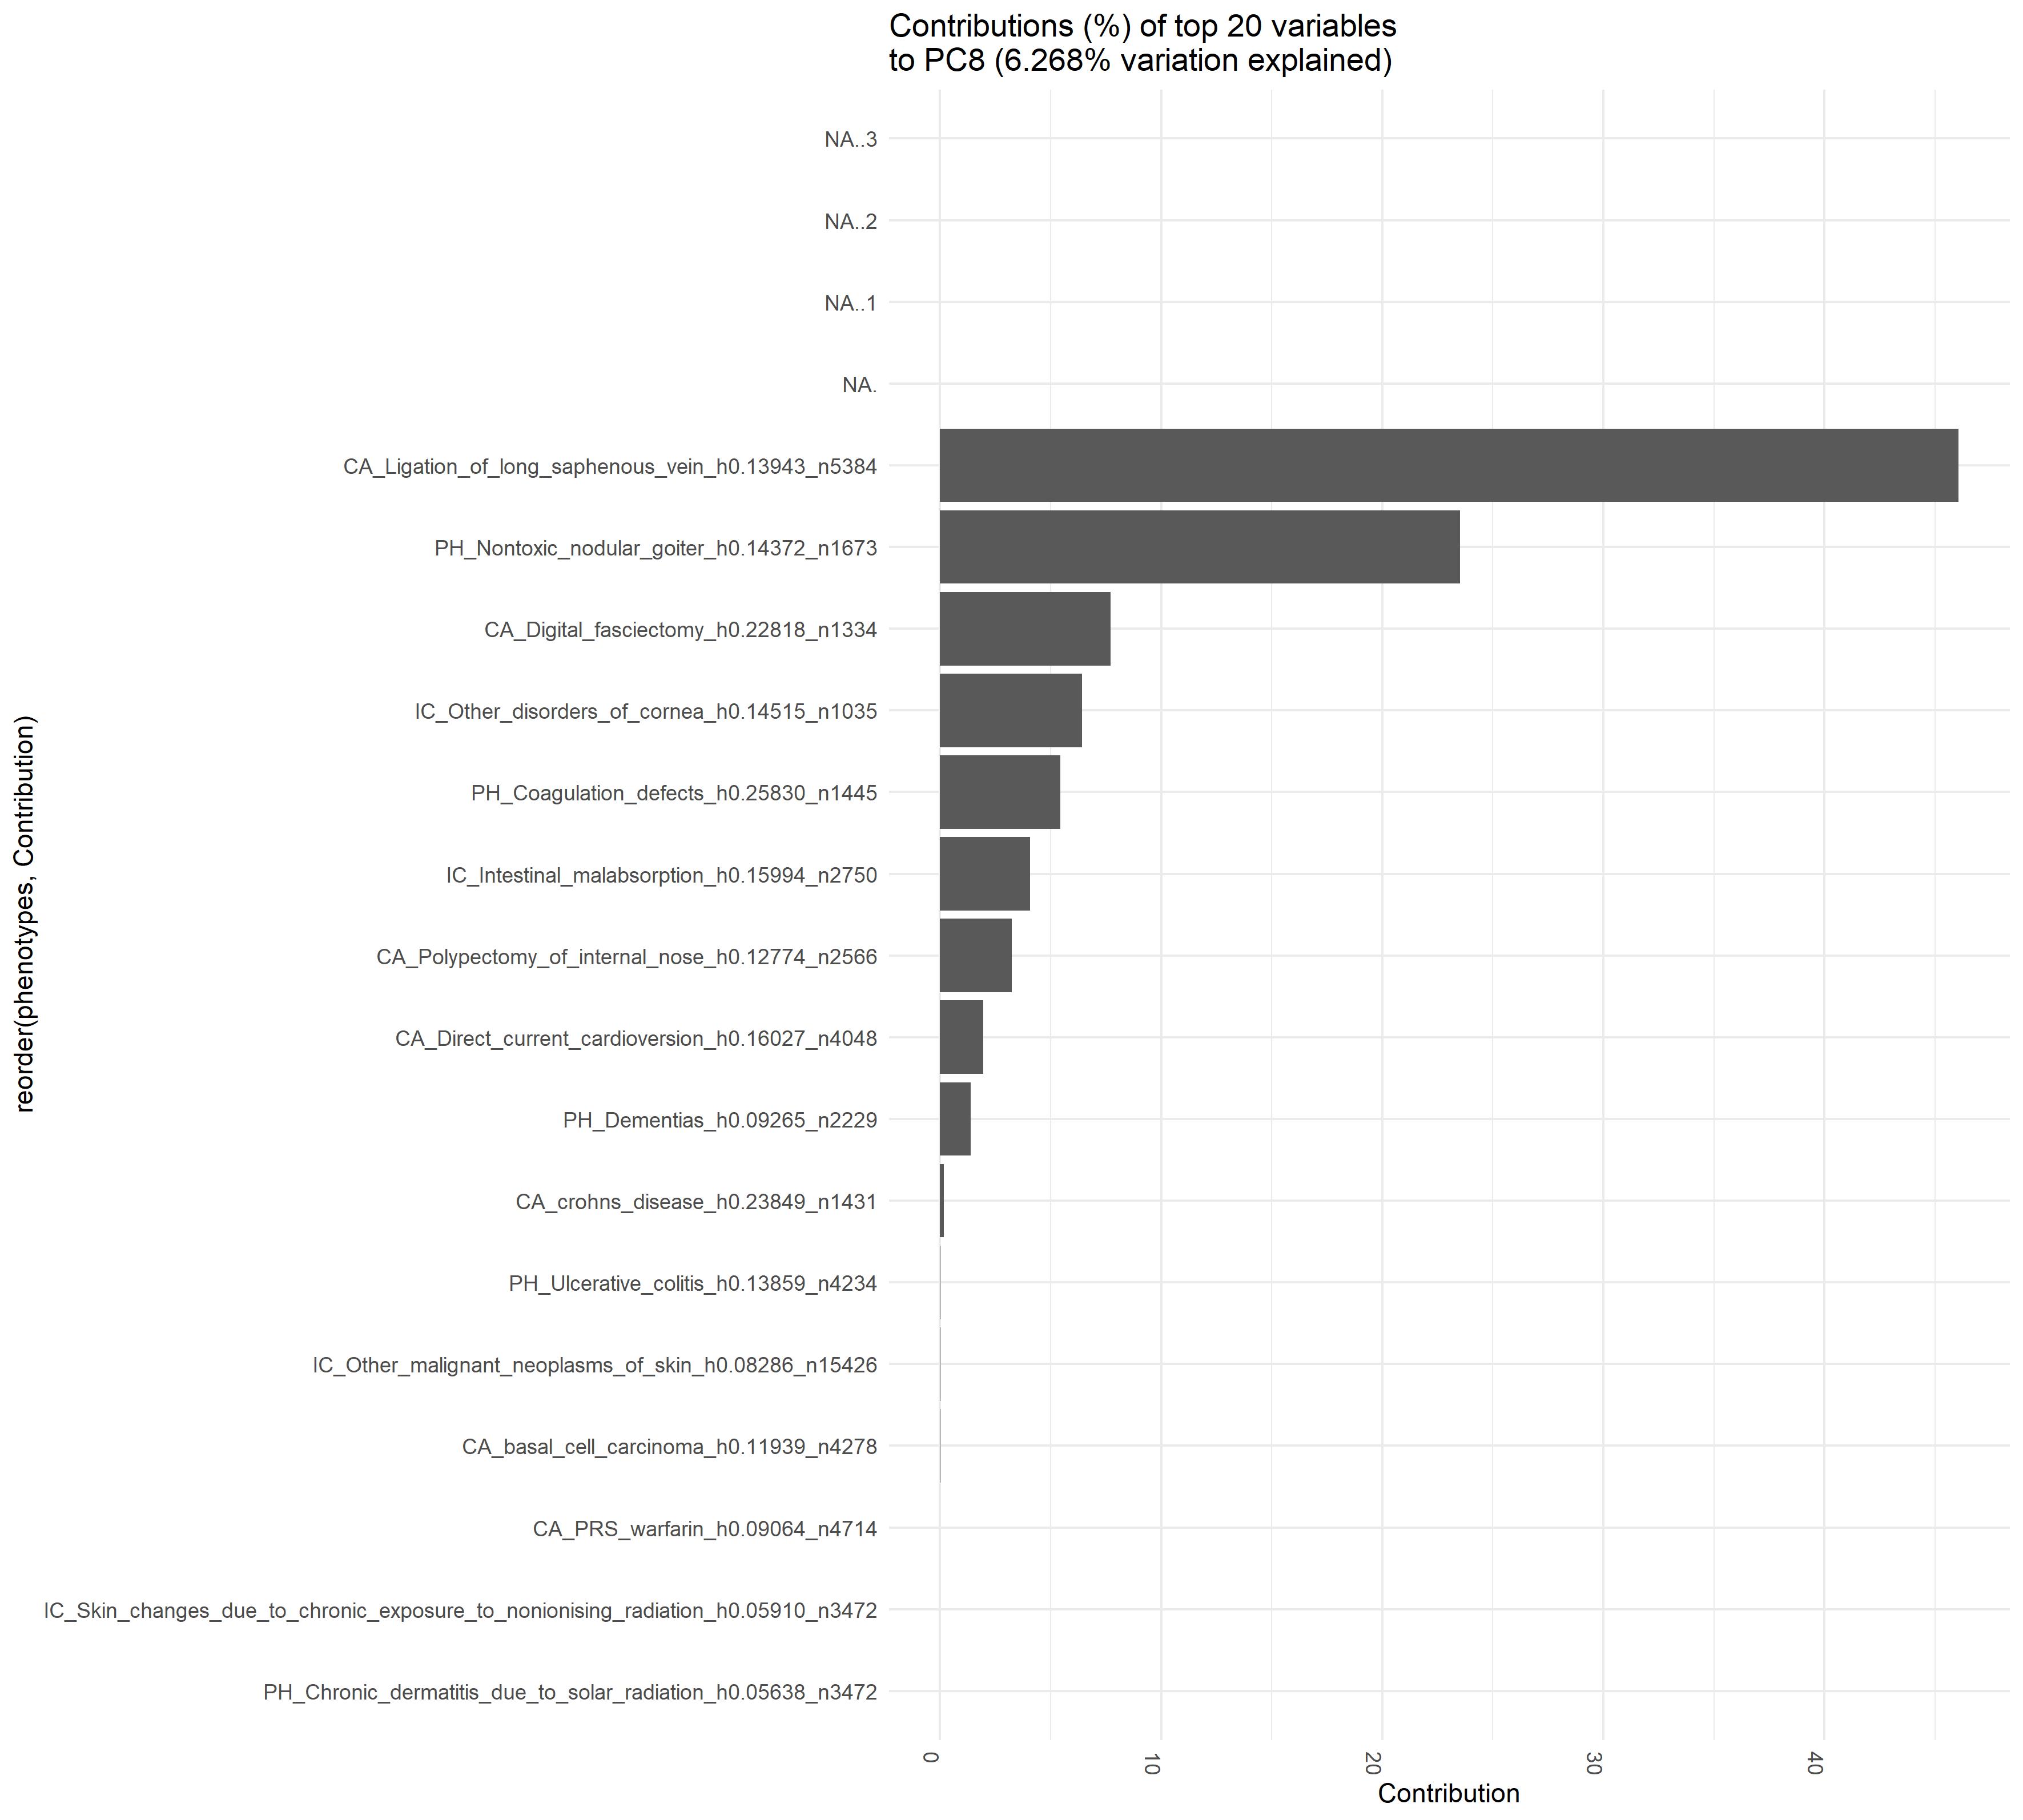 Contributions (%) of top 20 variables
to PC8 (6.268% variation explained)
NA..3
NA..2
NA..1
NA.
CA_Ligation_of_long_saphenous_vein_h0.13943_n5384
PH_Nontoxic_nodular_goiter_h0.14372_n1673
CA_Digital_fasciectomy_h0.22818_n1334
IC_Other_disorders_of_cornea_h0.14515_n1035
PH_Coagulation_defects_h0.25830_n1445
IC_Intestinal_malabsorption_h0.15994_n2750
CA_Polypectomy_of_internal_nose_h0.12774_n2566
CA_Direct_current_cardioversion_h0.16027_n4048
PH_Dementias_h0.09265_n2229
CA_crohns_disease_h0.23849_n1431
PH_Ulcerative_colitis_h0.13859_n4234
IC_Other_malignant_neoplasms_of_skin_h0.08286_n15426
CA_basal_cell_carcinoma_h0.11939_n4278
CA_PRS_warfarin_h0.09064_n4714
IC_Skin_changes_due_to_chronic_exposure_to_nonionising_radiation_h0.05910_n3472
PH_Chronic_dermatitis_due_to_solar_radiation_h0.05638_n3472
reorder(phenotypes, Contribution)
0
10
20
30
40
Contribution